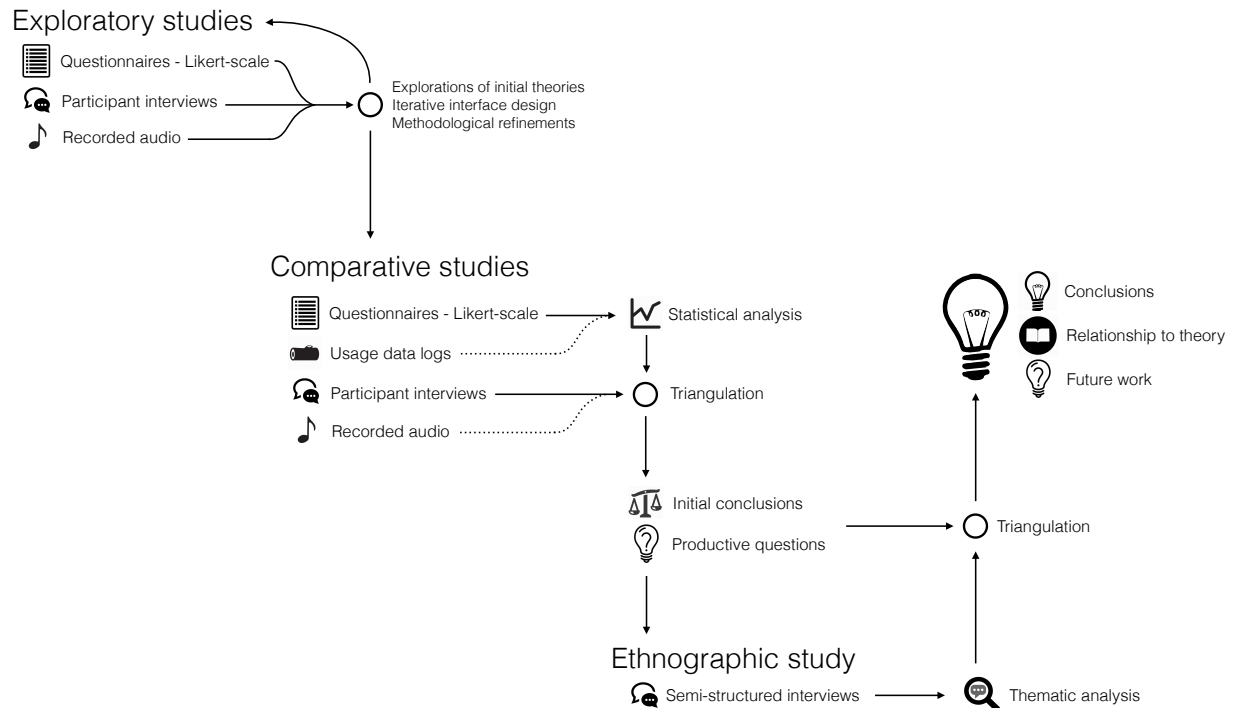 Exploratory studies
Questionnaires - Likert-scale
Participant interviews
Recorded audio
Explorations of initial theories
Iterative interface design
Methodological refinements
Comparative studies
Questionnaires - Likert-scale
Usage data logs
Participant interviews
Recorded audio
Statistical analysis
Triangulation
Initial conclusions
Productive questions
Ethnographic study
Semi-structured interviews
Thematic analysis
Triangulation
Conclusions
Relationship to theory
Future work